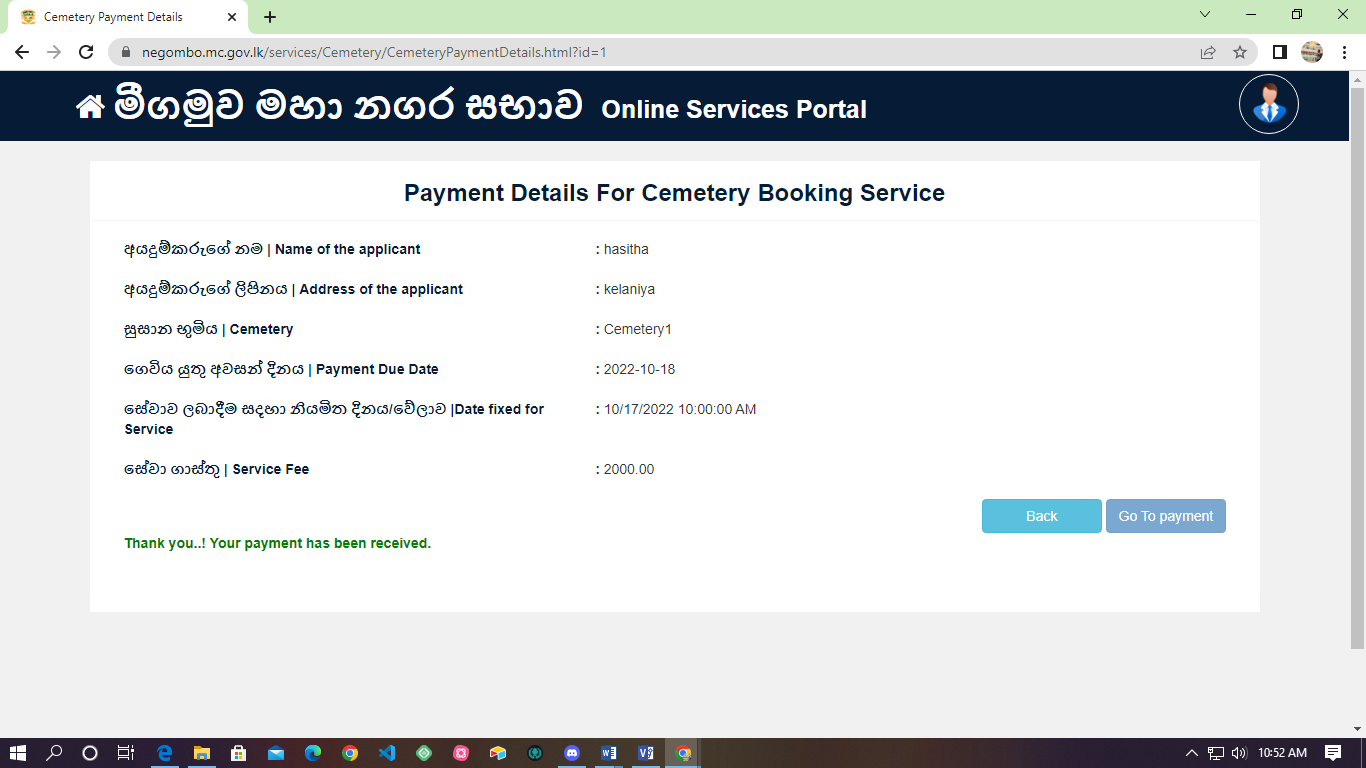 Cemetery Payment Details
negombo.mc.gov.lk/services/Cemetery/CemeteryPaymentDetails.html?id=1
මීගමුව මහා නගර සභාව Online Services Portal
Payment Details For Cemetery Booking Service
අයදුම්කරුගේ නම | Name of the applicant : hasitha
අයදුම්කරුගේ ලිපිනය | Address of the applicant : kelaniya
සුසාන භුමිය | Cemetery : Cemetery1
ගෙවිය යුතු අවසන් දිනය | Payment Due Date : 2022-10-18
සේවාව ලබාදීම සදහා නියමිත දිනය/වේලාව |Date fixed for : 10/17/2022 10:00:00 AM
Service
සේවා ගාස්තු | Service Fee : 2000.00
Back Go To payment
Thank you..! Your payment has been received.
10:52 AM